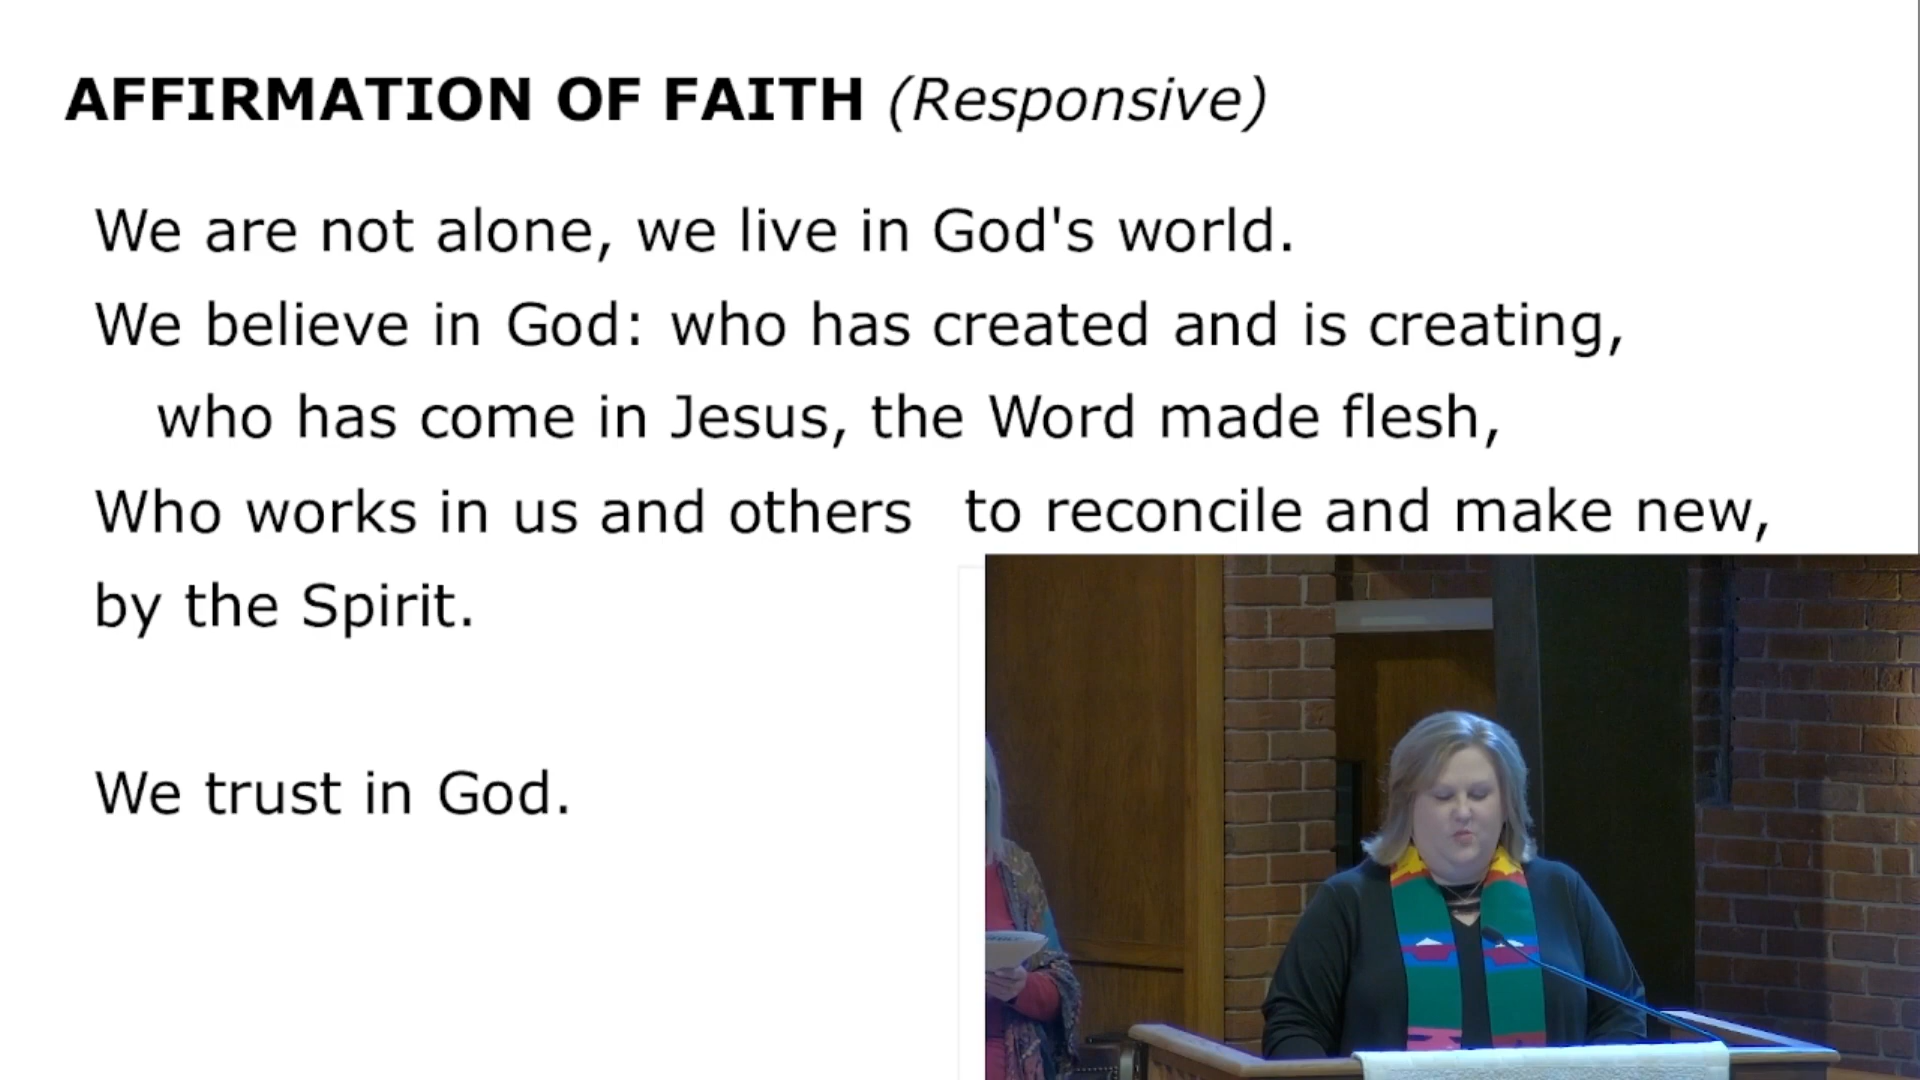 AFFIRMATION OF FAITH (Responsive)
We are not alone, we live in God's world.
We believe in God: who has created and is creating,
who has come in Jesus, the Word made flesh,
Who works in us and others to reconcile and make new,
by the Spirit.
We trust in God.